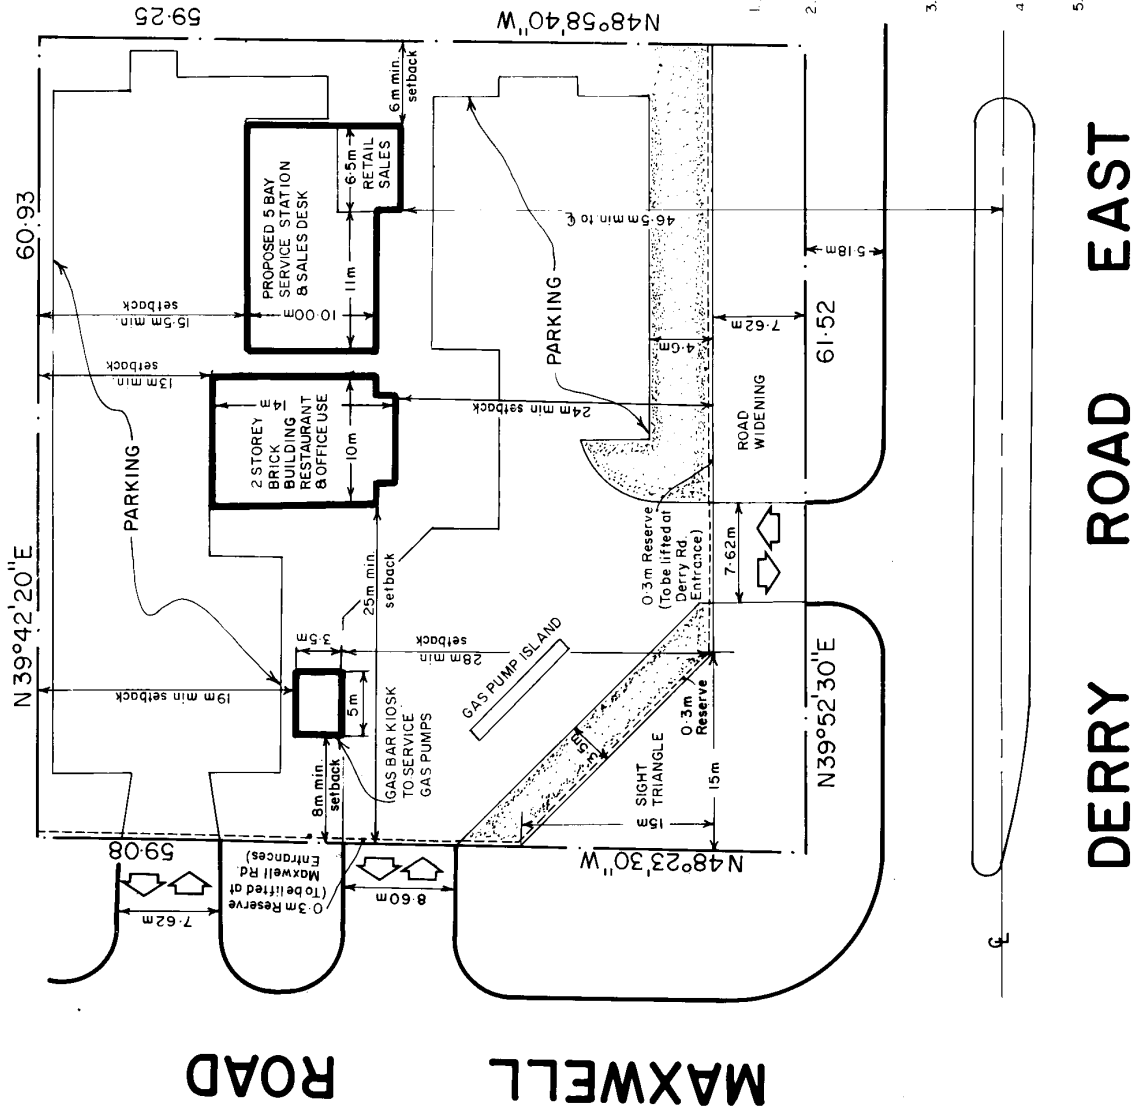 59·25
N48°58'40"W
1.
2.
3.
4
5.
60·93
6m min.
setback
PROPOSED 5 BAY
SERVICE STATION
& SALES DESK
6·5m
RETAIL
SALES
11m
10·00m
15·5m min.
setback
46·5m min. to ℄
5·18m
PARKING
7·62m
61·52
4·6m
13m min.
setback
14m
2 STOREY
BRICK
BUILDING
RESTAURANT
& OFFICE USE
10m
24m min setback
ROAD
WIDENING
PARKING
N39°42'20"E
25m min.
setback
0·3m Reserve
(To be lifted at
Derry Rd.
Entrance)
7·62m
3·5m
28m min
setback
GAS PUMP ISLAND
19m min setback
5m
8m min.
setback
GAS BAR KIOSK
TO SERVICE
GAS PUMPS
3·5m
0·3m
Reserve
SIGHT
TRIANGLE
15m
15m
N39°52'30"E
59·08
N48°23'30"W
0·3m Reserve
(To be lifted at
Maxwell Rd.
Entrances)
7·62m
8·60m
℄
DERRY ROAD EAST
MAXWELL ROAD